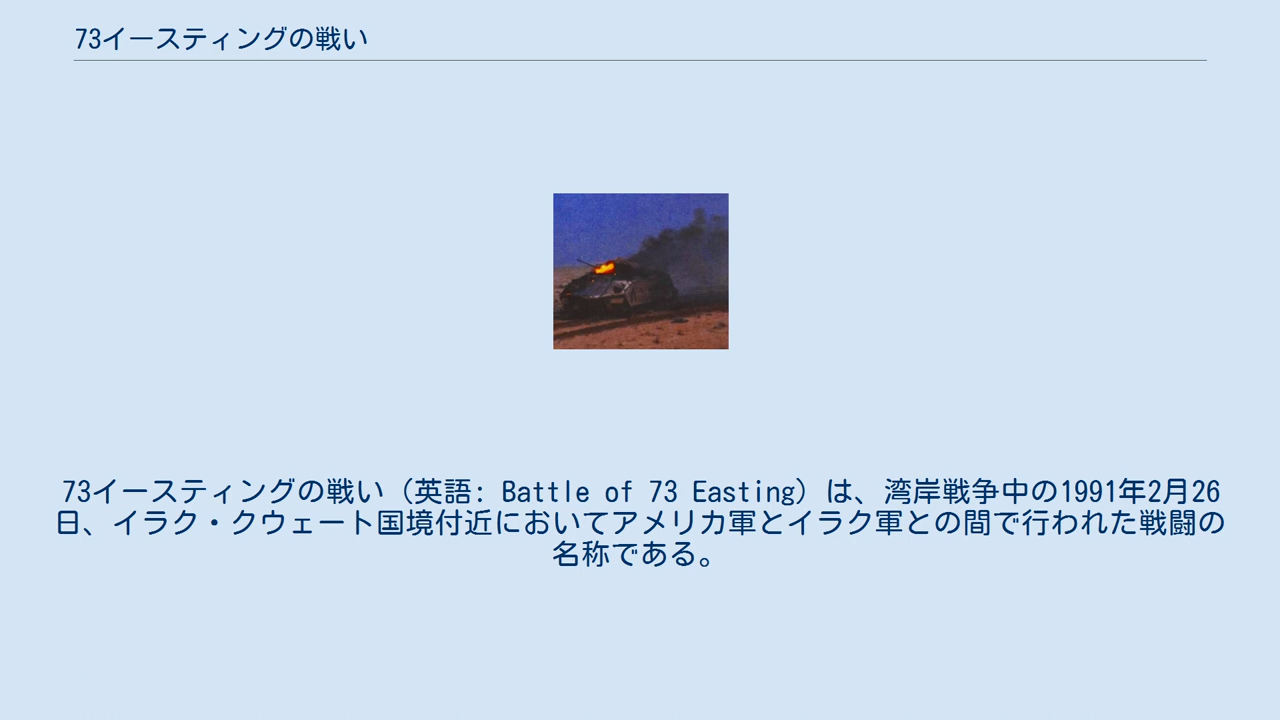 73イースティングの戦い
73イースティングの戦い（英語: Battle of 73 Easting）は、湾岸戦争中の1991年2月26
日、イラク・クウェート国境付近においてアメリカ軍とイラク軍との間で行われた戦闘の
名称である。